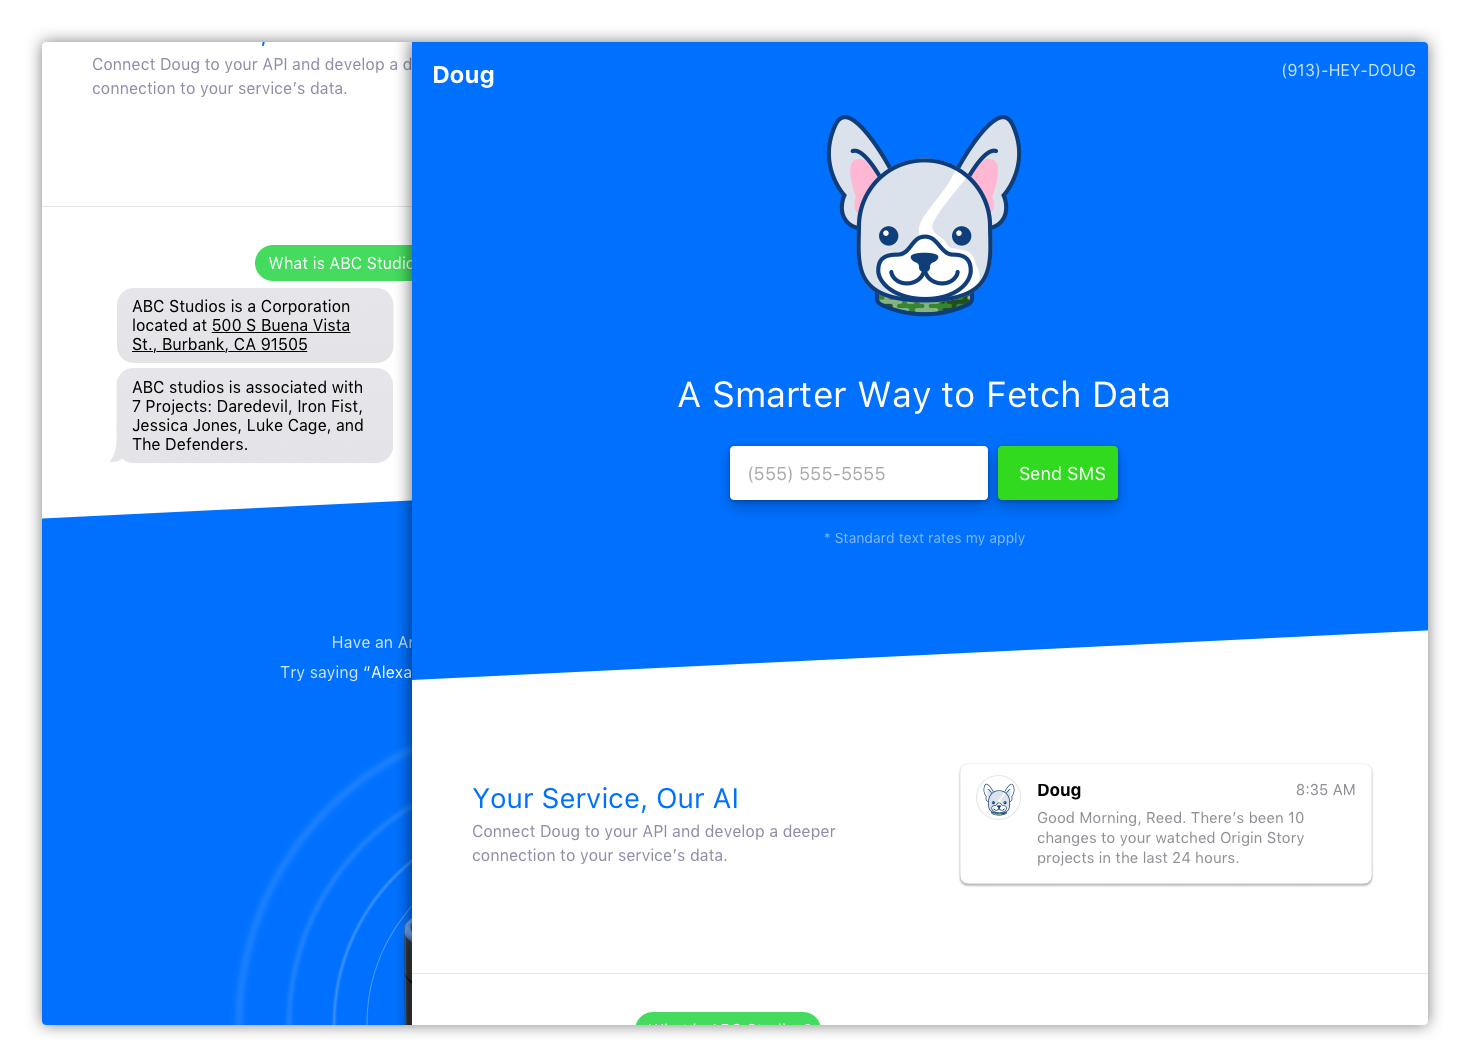 Connect Doug to your API and develop a d
connection to your service’s data.
What is ABC Studio
ABC Studios is a Corporation
located at 500 S Buena Vista
St., Burbank, CA 91505
ABC studios is associated with
7 Projects: Daredevil, Iron Fist,
Jessica Jones, Luke Cage, and
The Defenders.
Have an Am
Try saying “Alexa
Doug
(913)-HEY-DOUG
A Smarter Way to Fetch Data
(555) 555-5555
Send SMS
* Standard text rates my apply
Your Service, Our AI
Connect Doug to your API and develop a deeper
connection to your service’s data.
Doug
8:35 AM
Good Morning, Reed. There’s been 10
changes to your watched Origin Story
projects in the last 24 hours.